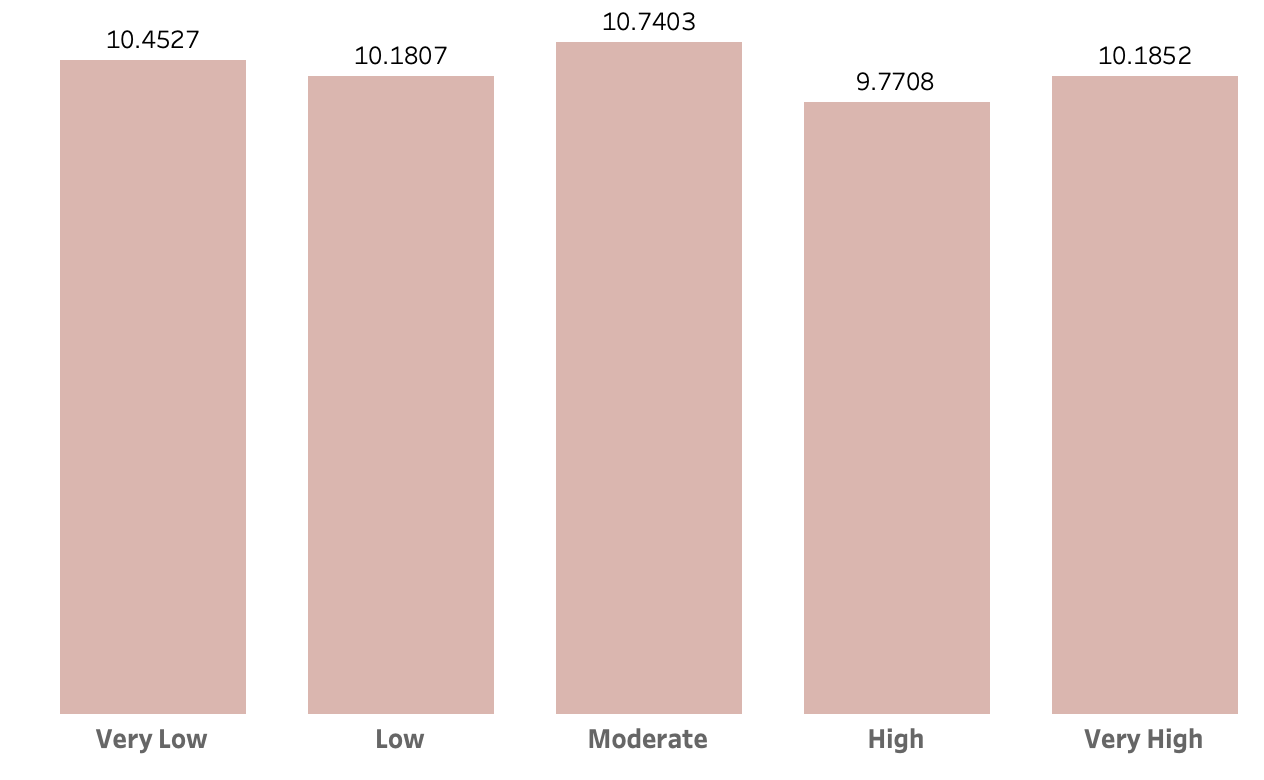 10.4527
10.1807
10.7403
9.7708
10.1852
Very Low
Low
Moderate
High
Very High